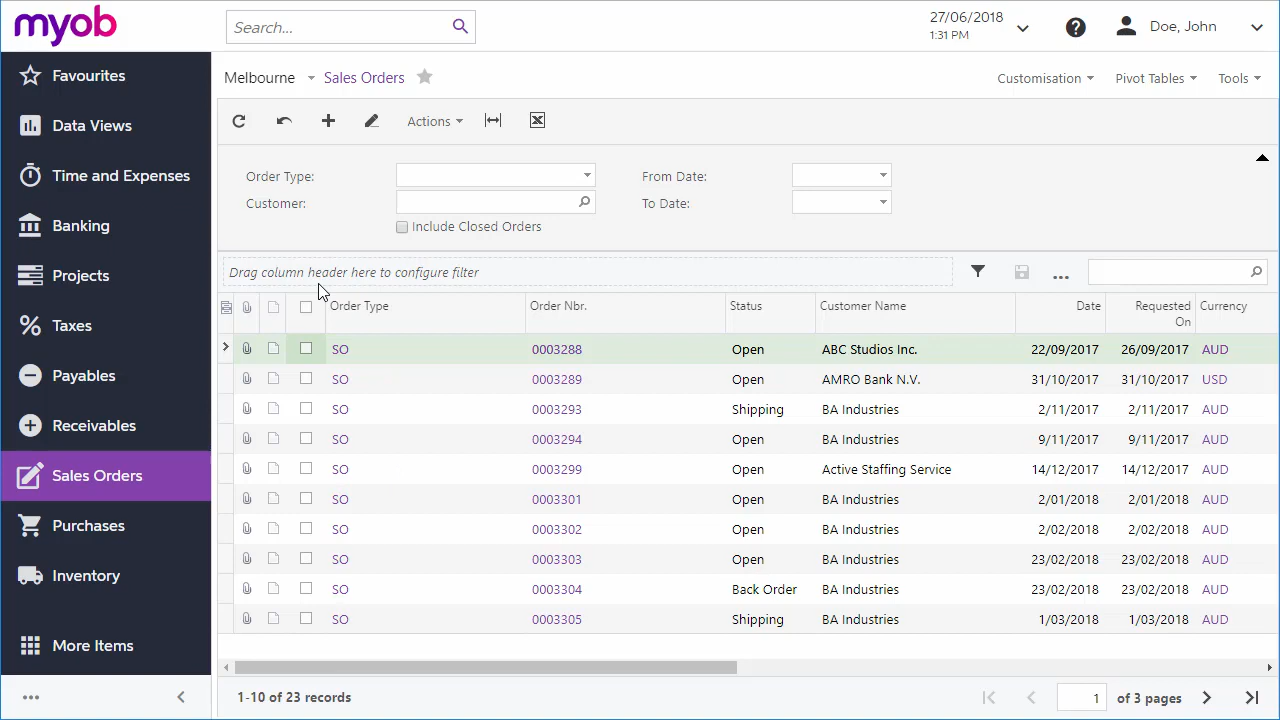 myob
Search...
27/06/2018
1:31 PM
Doe, John
Favourites
Data Views
Time and Expenses
Banking
Projects
Taxes
Payables
Receivables
Sales Orders
Purchases
Inventory
More Items
Melbourne Sales Orders
Customisation Pivot Tables Tools
Actions
Order Type: From Date:
Customer: To Date:
Include Closed Orders
Drag column header here to configure filter
Order Type Order Nbr. Status Customer Name Date Requested On Currency
SO 0003288 Open ABC Studios Inc. 22/09/2017 26/09/2017 AUD
SO 0003289 Open AMRO Bank N.V. 31/10/2017 31/10/2017 USD
SO 0003293 Shipping BA Industries 2/11/2017 2/11/2017 AUD
SO 0003294 Open BA Industries 9/11/2017 9/11/2017 AUD
SO 0003299 Open Active Staffing Service 14/12/2017 14/12/2017 AUD
SO 0003301 Open BA Industries 2/01/2018 2/01/2018 AUD
SO 0003302 Open BA Industries 2/02/2018 2/02/2018 AUD
SO 0003303 Open BA Industries 23/02/2018 23/02/2018 AUD
SO 0003304 Back Order BA Industries 23/02/2018 23/02/2018 AUD
SO 0003305 Shipping BA Industries 1/03/2018 1/03/2018 AUD
1-10 of 23 records
1 of 3 pages